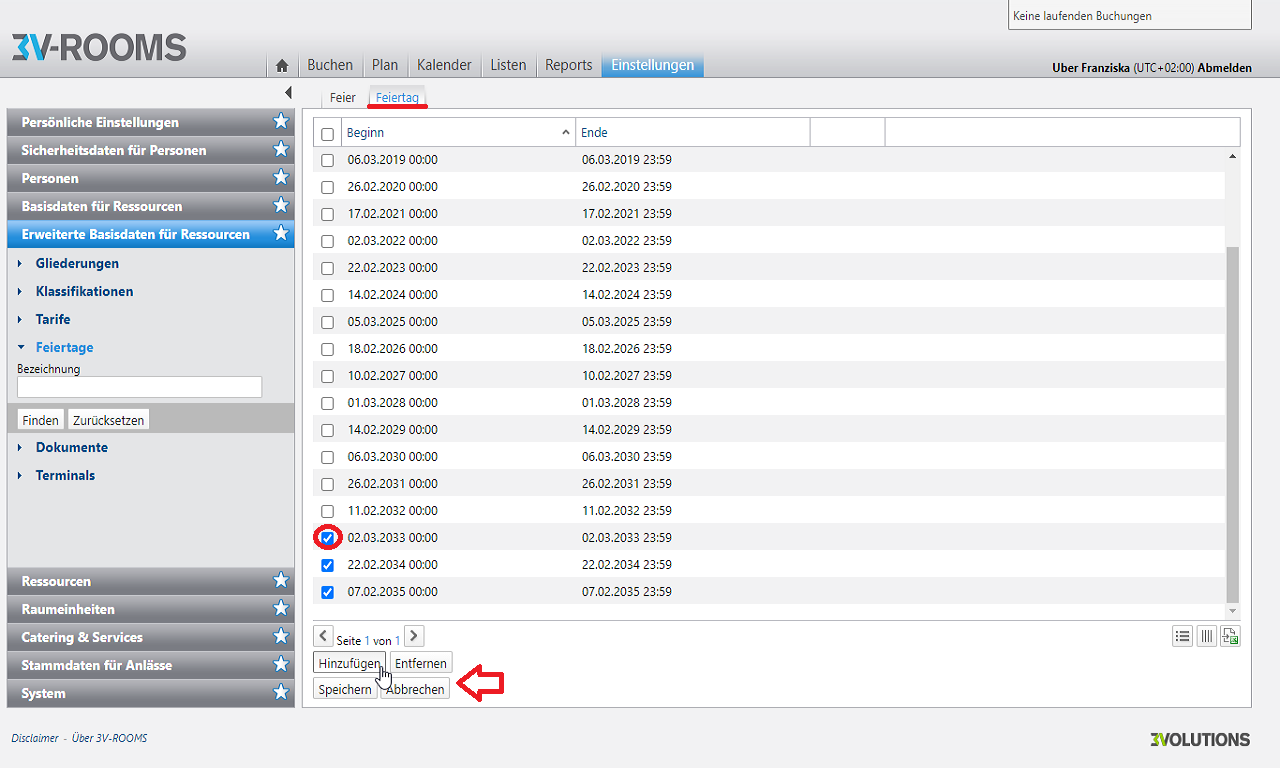 Keine laufenden Buchungen
3V-ROOMS
Buchen Plan Kalender Listen Reports Einstellungen
Uber Franziska (UTC+02:00) Abmelden
Feier Feiertag
Persönliche Einstellungen
Sicherheitsdaten für Personen
Personen
Basisdaten für Ressourcen
Erweiterte Basisdaten für Ressourcen
Gliederungen
Klassifikationen
Tarife
Feiertage
Bezeichnung
Finden Zurücksetzen
Dokumente
Terminals
Ressourcen
Raumeinheiten
Catering & Services
Stammdaten für Anlässe
System
Beginn Ende
06.03.2019 00:00 06.03.2019 23:59
26.02.2020 00:00 26.02.2020 23:59
17.02.2021 00:00 17.02.2021 23:59
02.03.2022 00:00 02.03.2022 23:59
22.02.2023 00:00 22.02.2023 23:59
14.02.2024 00:00 14.02.2024 23:59
05.03.2025 00:00 05.03.2025 23:59
18.02.2026 00:00 18.02.2026 23:59
10.02.2027 00:00 10.02.2027 23:59
01.03.2028 00:00 01.03.2028 23:59
14.02.2029 00:00 14.02.2029 23:59
06.03.2030 00:00 06.03.2030 23:59
26.02.2031 00:00 26.02.2031 23:59
11.02.2032 00:00 11.02.2032 23:59
02.03.2033 00:00 02.03.2033 23:59
22.02.2034 00:00 22.02.2034 23:59
07.02.2035 00:00 07.02.2035 23:59
Seite 1 von 1
Hinzufügen Entfernen
Speichern Abbrechen
Disclaimer - Über 3V-ROOMS
3VOLUTIONS